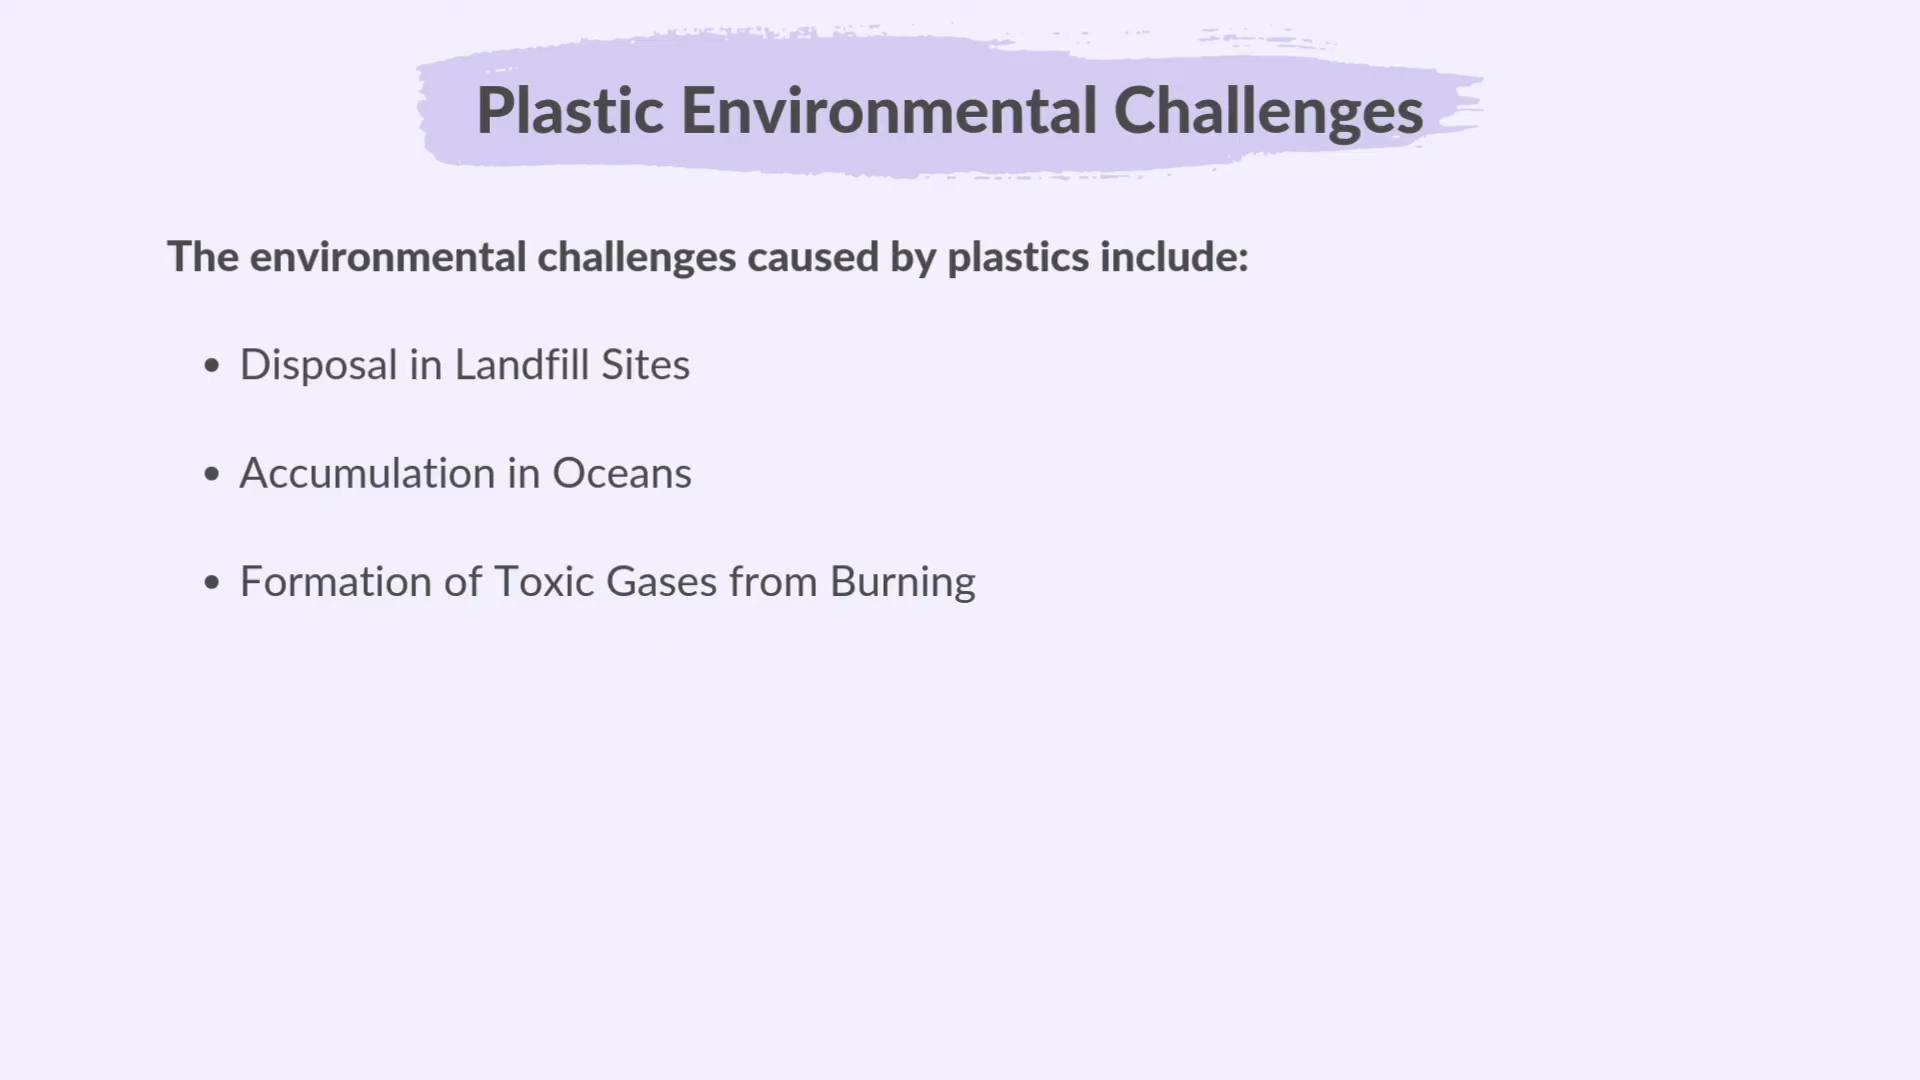 Plastic Environmental Challenges
The environmental challenges caused by plastics include:
• Disposal in Landfill Sites
• Accumulation in Oceans
• Formation of Toxic Gases from Burning